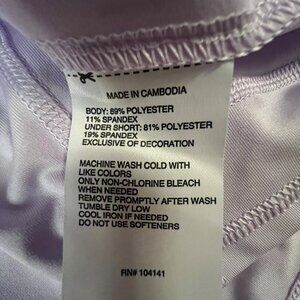 MADE IN CAMBODIA
BODY: 89% POLYESTER
11% SPANDEX
UNDER SHORT: 81% POLYESTER
19% SPANDEX
EXCLUSIVE OF DECORATION
MACHINE WASH COLD WITH
LIKE COLORS
ONLY NON-CHLORINE BLEACH
WHEN NEEDED
REMOVE PROMPTLY AFTER WASH
TUMBLE DRY LOW
COOL IRON IF NEEDED
DO NOT USE SOFTENERS
RN# 104141